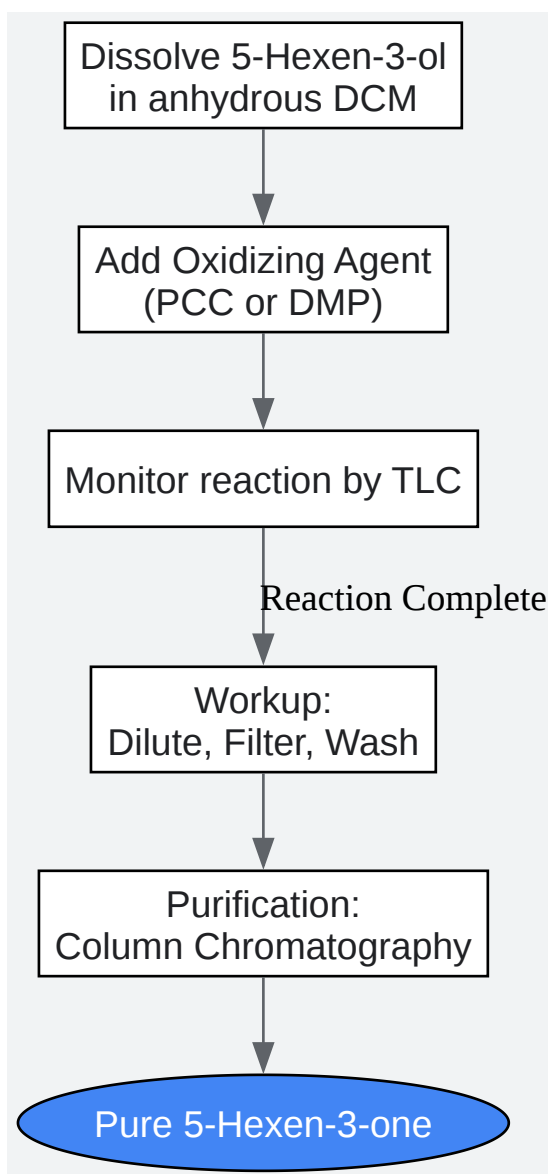 Dissolve 5-Hexen-3-ol
in anhydrous DCM
Add Oxidizing Agent
(PCC or DMP)
Monitor reaction by TLC
Reaction Complete
Workup:
Dilute, Filter, Wash
Purification:
Column Chromatography
Pure 5-Hexen-3-one